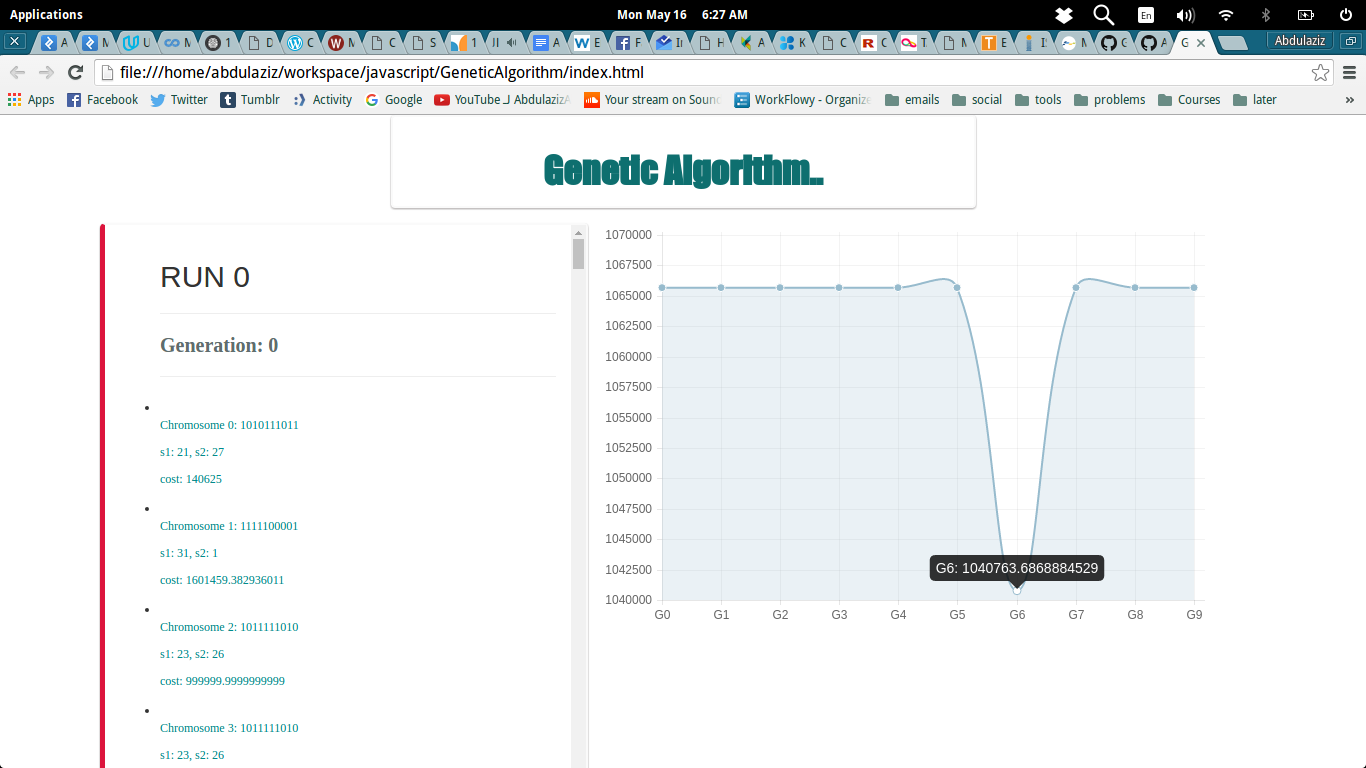 Applications
Mon May 16 6:27 AM
En
Abdulaziz
file:///home/abdulaziz/workspace/javascript/GeneticAlgorithm/index.html
Apps Facebook Twitter Tumblr Activity Google YouTube Your stream on WorkFlowy - Organize emails social tools problems Courses later »
Genetic Algorithm..
RUN 0
Generation: 0
Chromosome 0: 1010111011
s1: 21, s2: 27
cost: 140625
Chromosome 1: 1111100001
s1: 31, s2: 1
cost: 1601459.382936011
Chromosome 2: 1011111010
s1: 23, s2: 26
cost: 999999.9999999999
Chromosome 3: 1011111010
s1: 23, s2: 26
1070000
1067500
1065000
1062500
1060000
1057500
1055000
1052500
1050000
1047500
1045000
1042500
1040000
G6: 1040763.6868884529
G0 G1 G2 G3 G4 G5 G6 G7 G8 G9